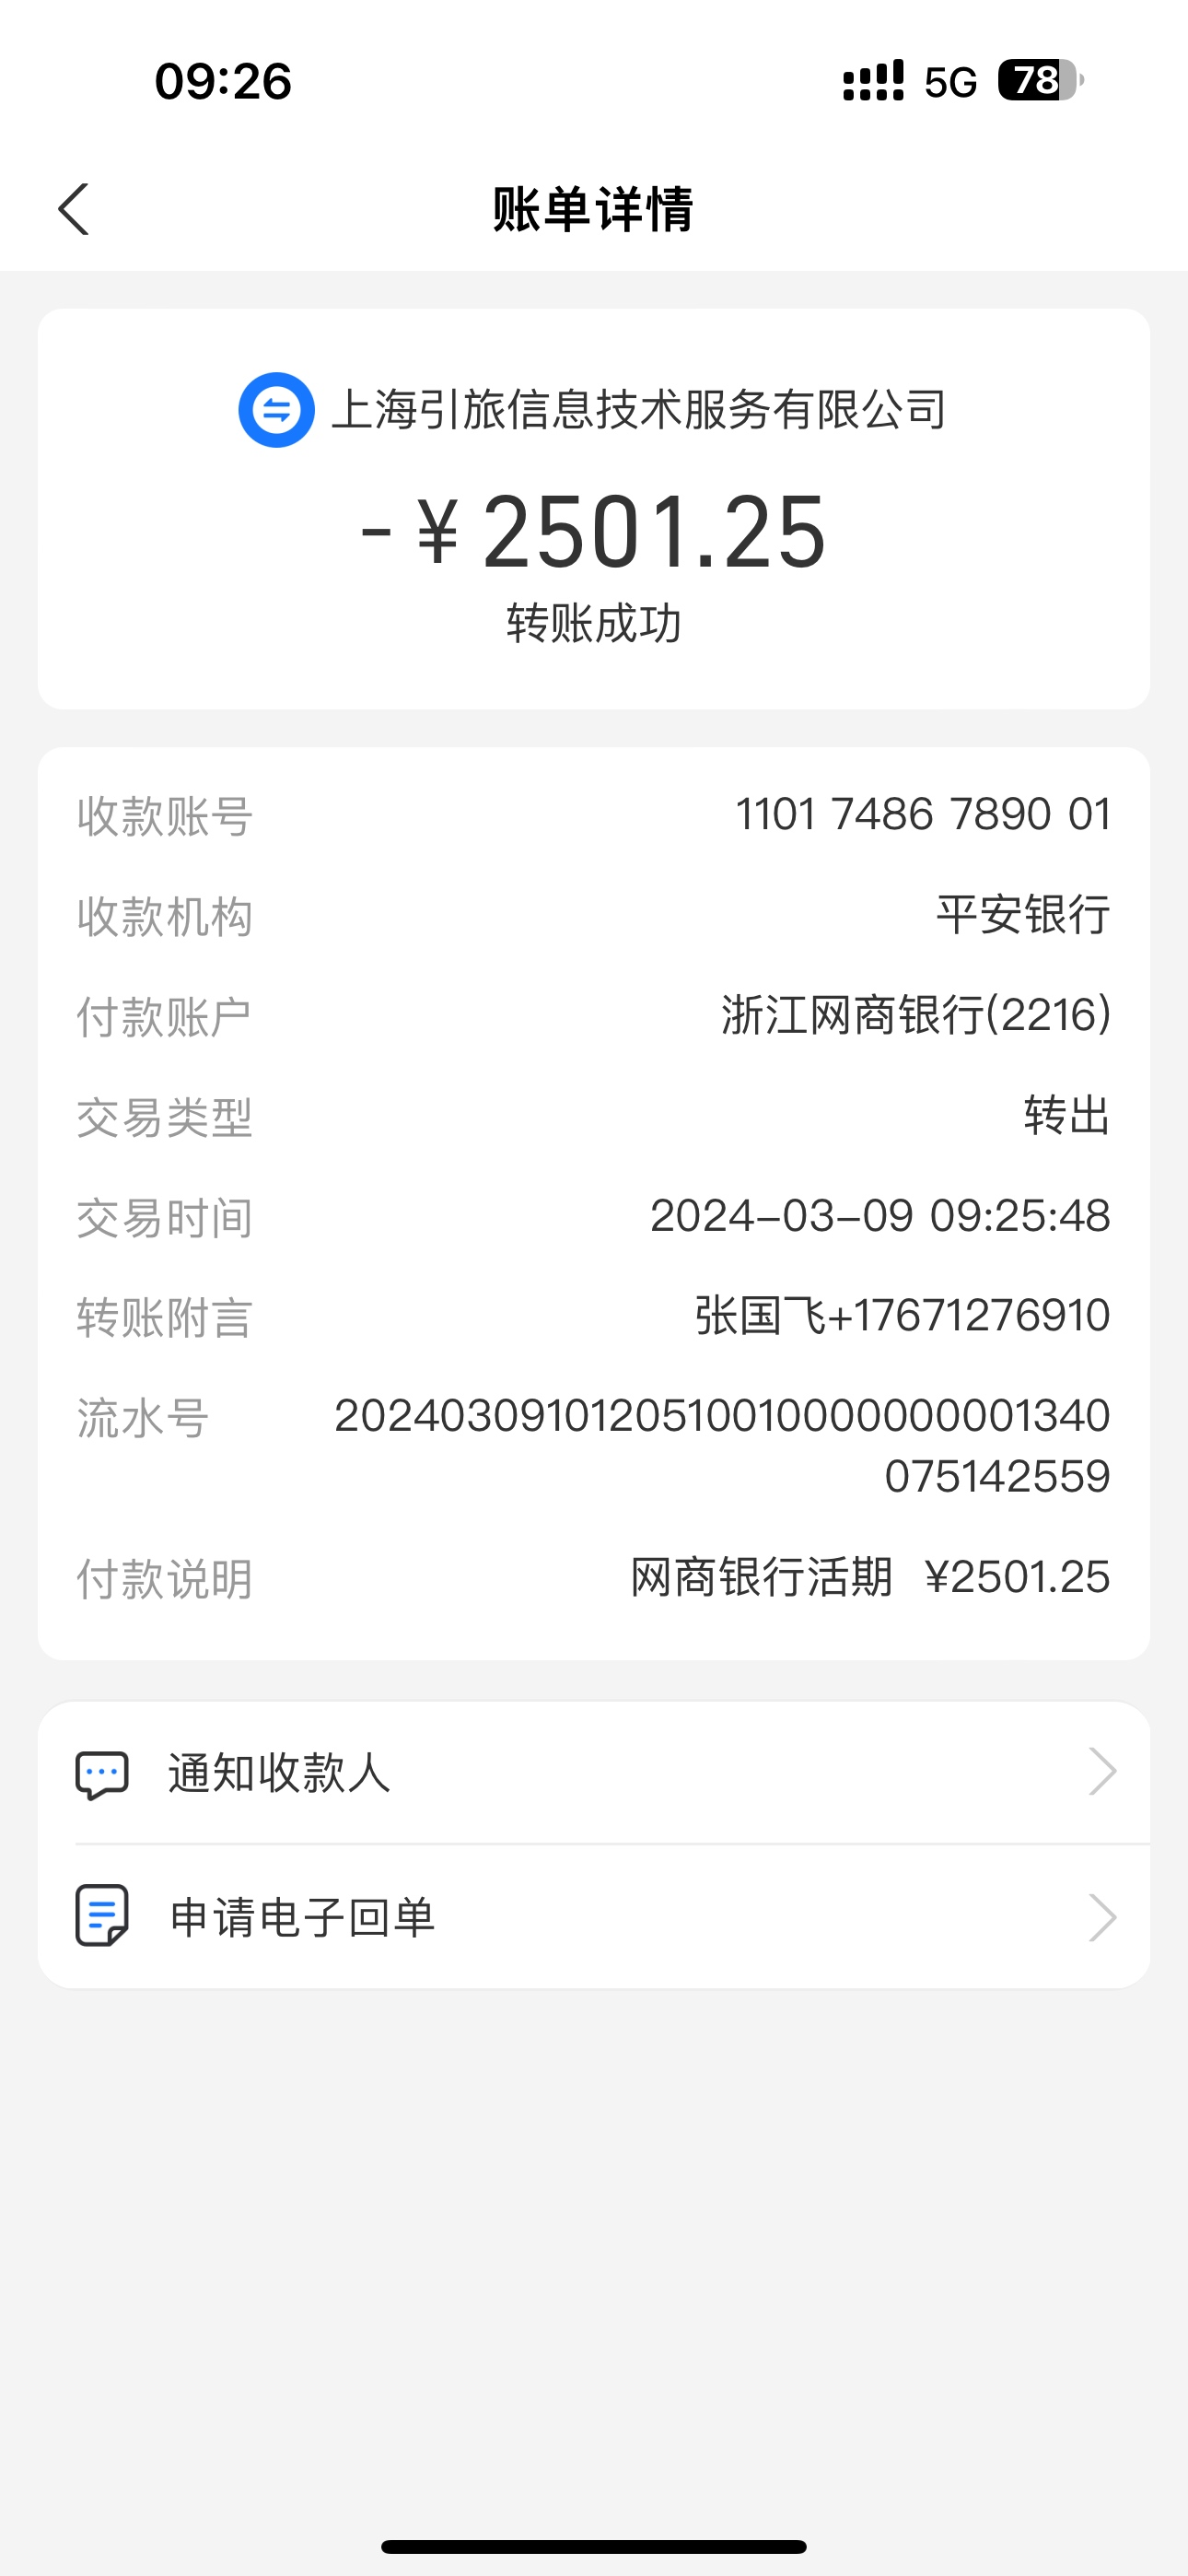 09:26 5G 78
账单详情
上海引旅信息技术服务有限公司
-¥2501.25
转账成功
收款账号 1101 7486 7890 01
收款机构 平安银行
付款账户 浙江网商银行(2216)
交易类型 转出
交易时间 2024-03-09 09:25:48
转账附言 张国飞+17671276910
流水号 20240309101205100100000000001340
075142559
付款说明 网商银行活期 ¥2501.25
通知收款人
申请电子回单